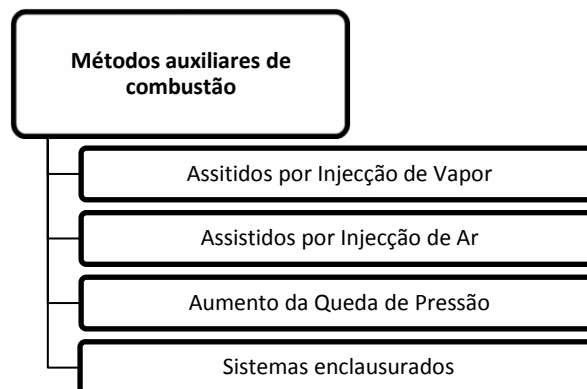 Métodos auxiliares de
combustão
Assitidos por Injecção de Vapor
Assistidos por Injecção de Ar
Aumento da Queda de Pressão
Sistemas enclausurados